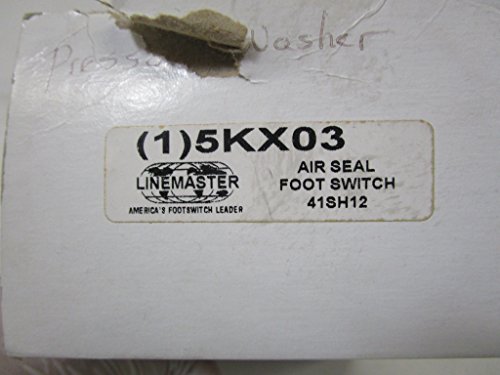 Washer
(1)5KX03
LINEMASTER
AMERICA'S FOOTSWITCH LEADER
AIR SEAL
FOOT SWITCH
41SH12